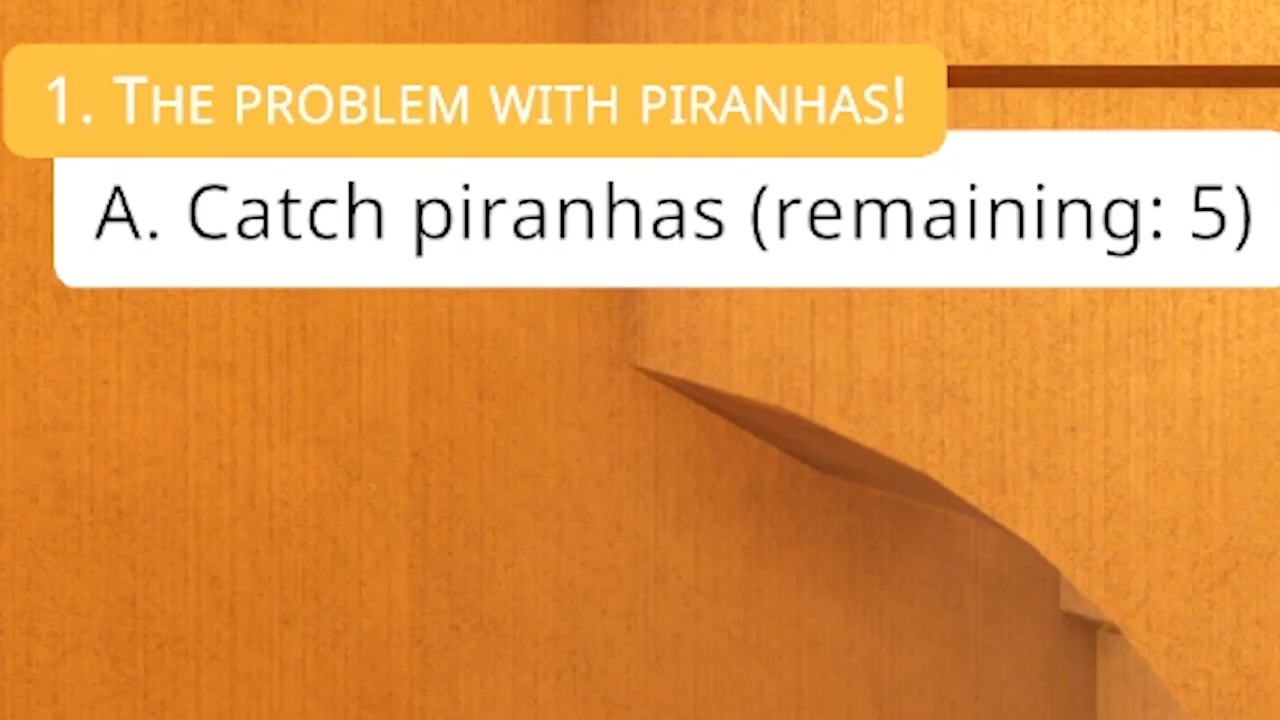 1. THE PROBLEM WITH PIRANHAS!
A. Catch piranhas (remaining: 5)